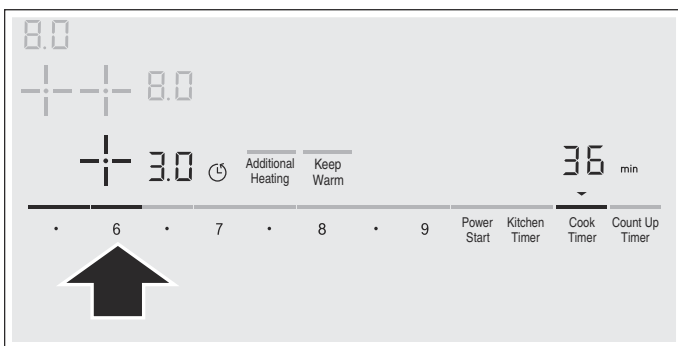 8.0
8.0
3.0 Additional Heating Keep Warm 36 min
· 6 · 7 · 8 · 9 Power Start Kitchen Timer Cook Timer Count Up Timer